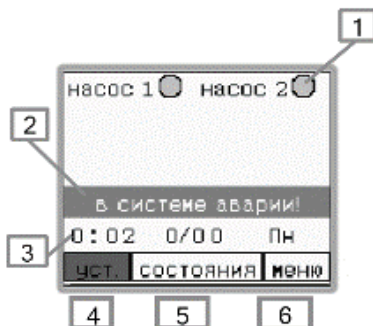 1
насос 1 насос 2
2
в системе аварии!
3
0:02 0/00 Пн
уст. состояния меню
4 5 6